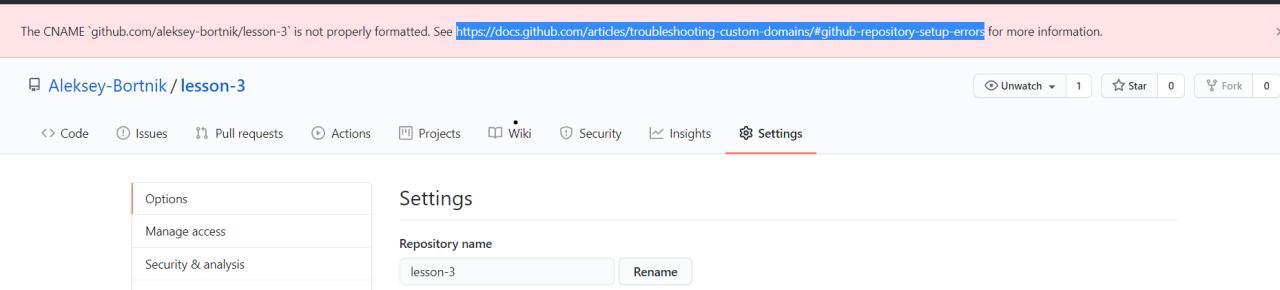 The CNAME `github.com/aleksey-bortnik/lesson-3` is not properly formatted. See https://docs.github.com/articles/troubleshooting-custom-domains/#github-repository-setup-errors for more information.
Aleksey-Bortnik / lesson-3
Unwatch 1 Star 0 Fork 0
Code Issues Pull requests Actions Projects Wiki Security Insights Settings
Options
Manage access
Security & analysis
Settings
Repository name
lesson-3 Rename